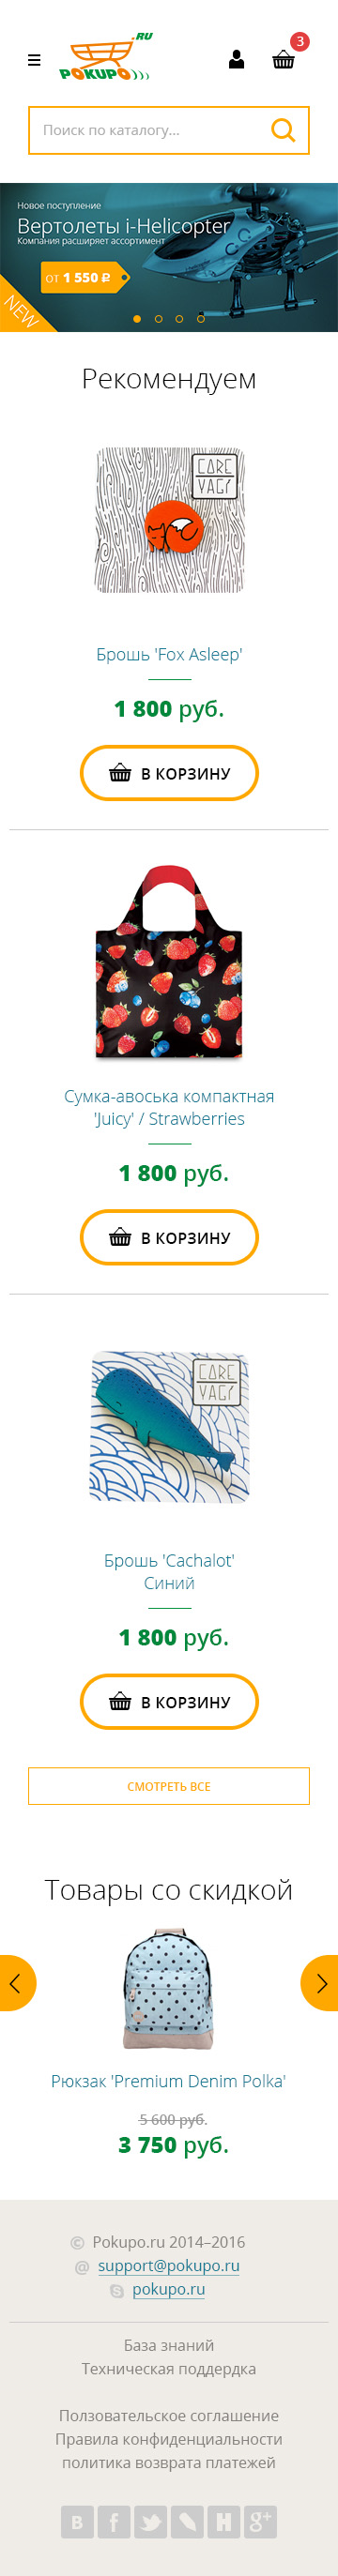 POKUPO
.RU
3
Поиск по каталогу...
Новое поступление
Вертолеты i-Helicopter
Компания расширяет ассортимент
от 1 550 ₽
NEW
Рекомендуем
CARE
VAGI
Брошь 'Fox Asleep'
1 800 руб.
В КОРЗИНУ
Сумка-авоська компактная
'Juicy' / Strawberries
1 800 руб.
В КОРЗИНУ
CARE
VAGI
Брошь 'Cachalot'
Синий
1 800 руб.
В КОРЗИНУ
СМОТРЕТЬ ВСЕ
Товары со скидкой
Рюкзак 'Premium Denim Polka'
5 600 руб.
3 750 руб.
© Pokupo.ru 2014–2016
@ support@pokupo.ru
pokupo.ru
База знаний
Техническая поддердка
Ползовательское соглашение
Правила конфиденциальности
политика возврата платежей
В f H g+